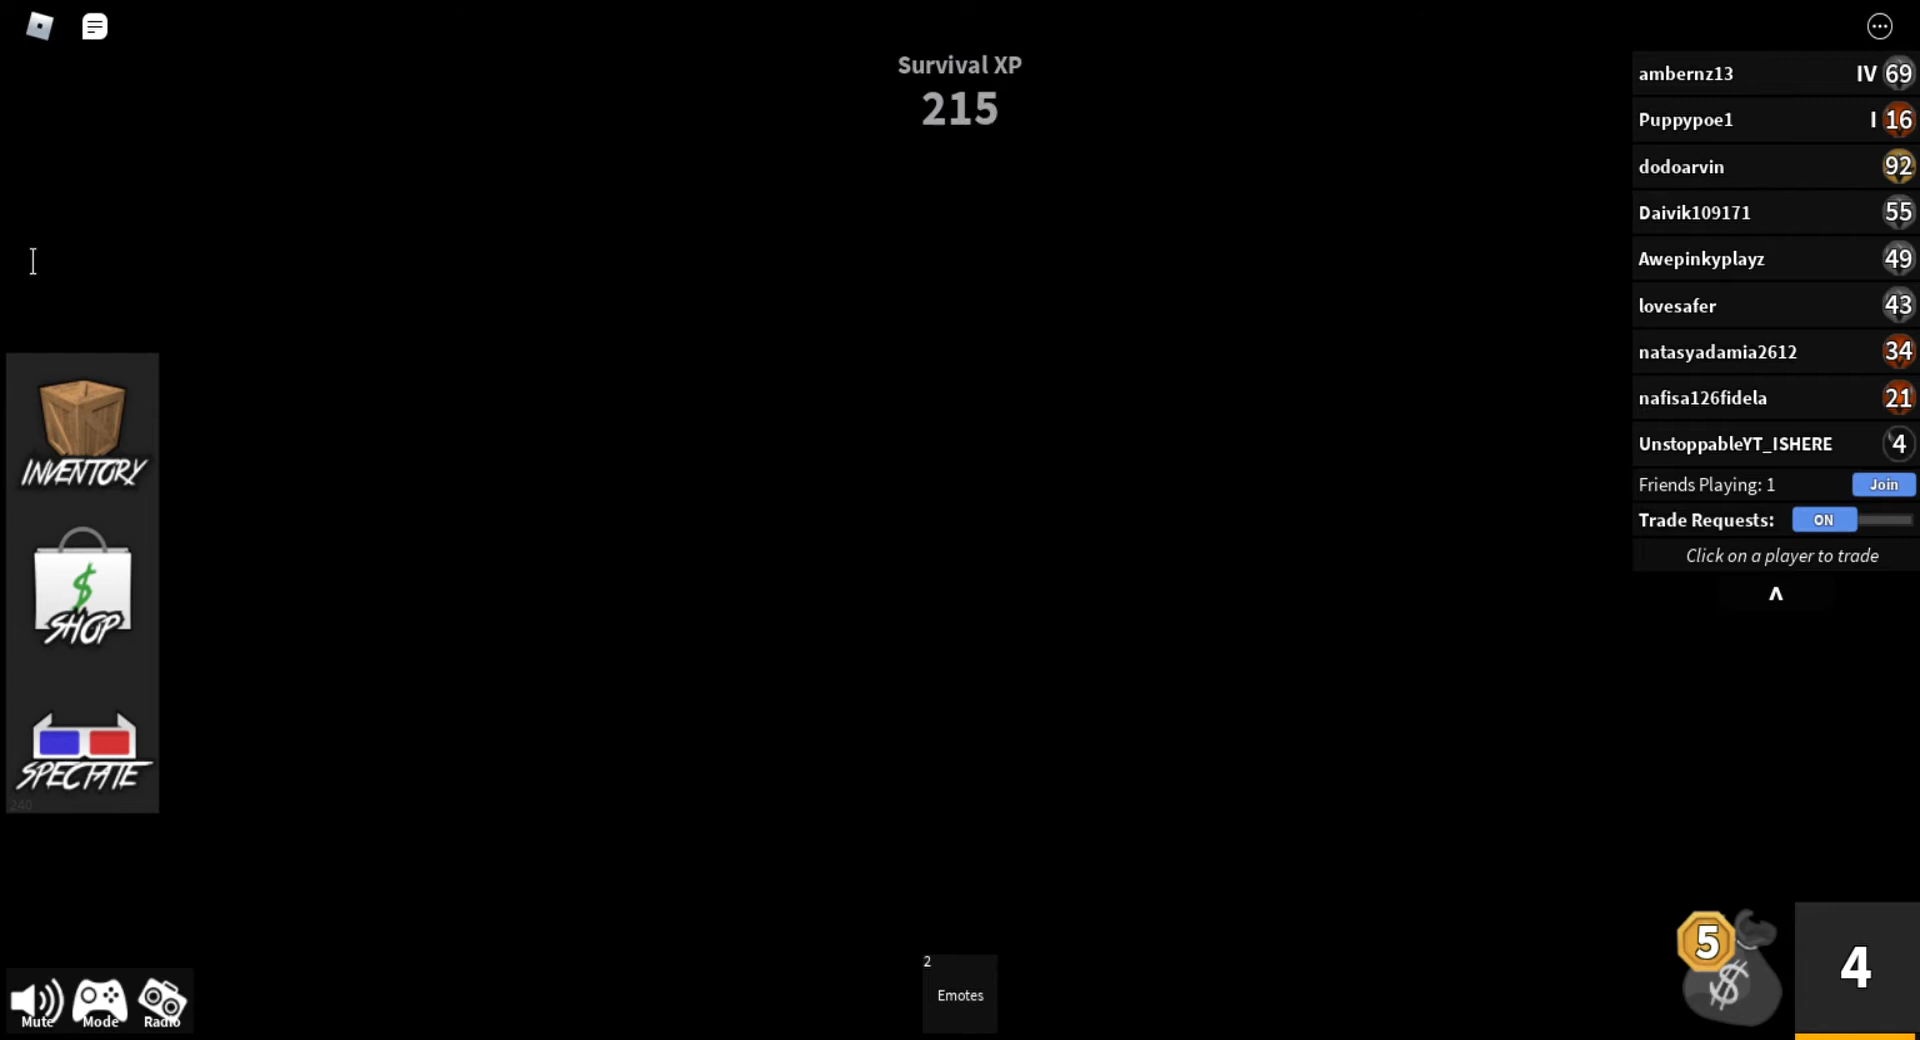 Survival XP
215
ambernz13 IV 69
Puppypoe1 I 16
dodoarvin 92
Daivik109171 55
Awepinkyplayz 49
lovesafer 43
natasyadamia2612 34
nafisa126fidela 21
UnstoppableYT_ISHERE 4
Friends Playing: 1 Join
Trade Requests: ON
Click on a player to trade
INVENTORY
$
SHOP
SPECTATE
240
Mute Mode Radio
2
Emotes
5
$
4